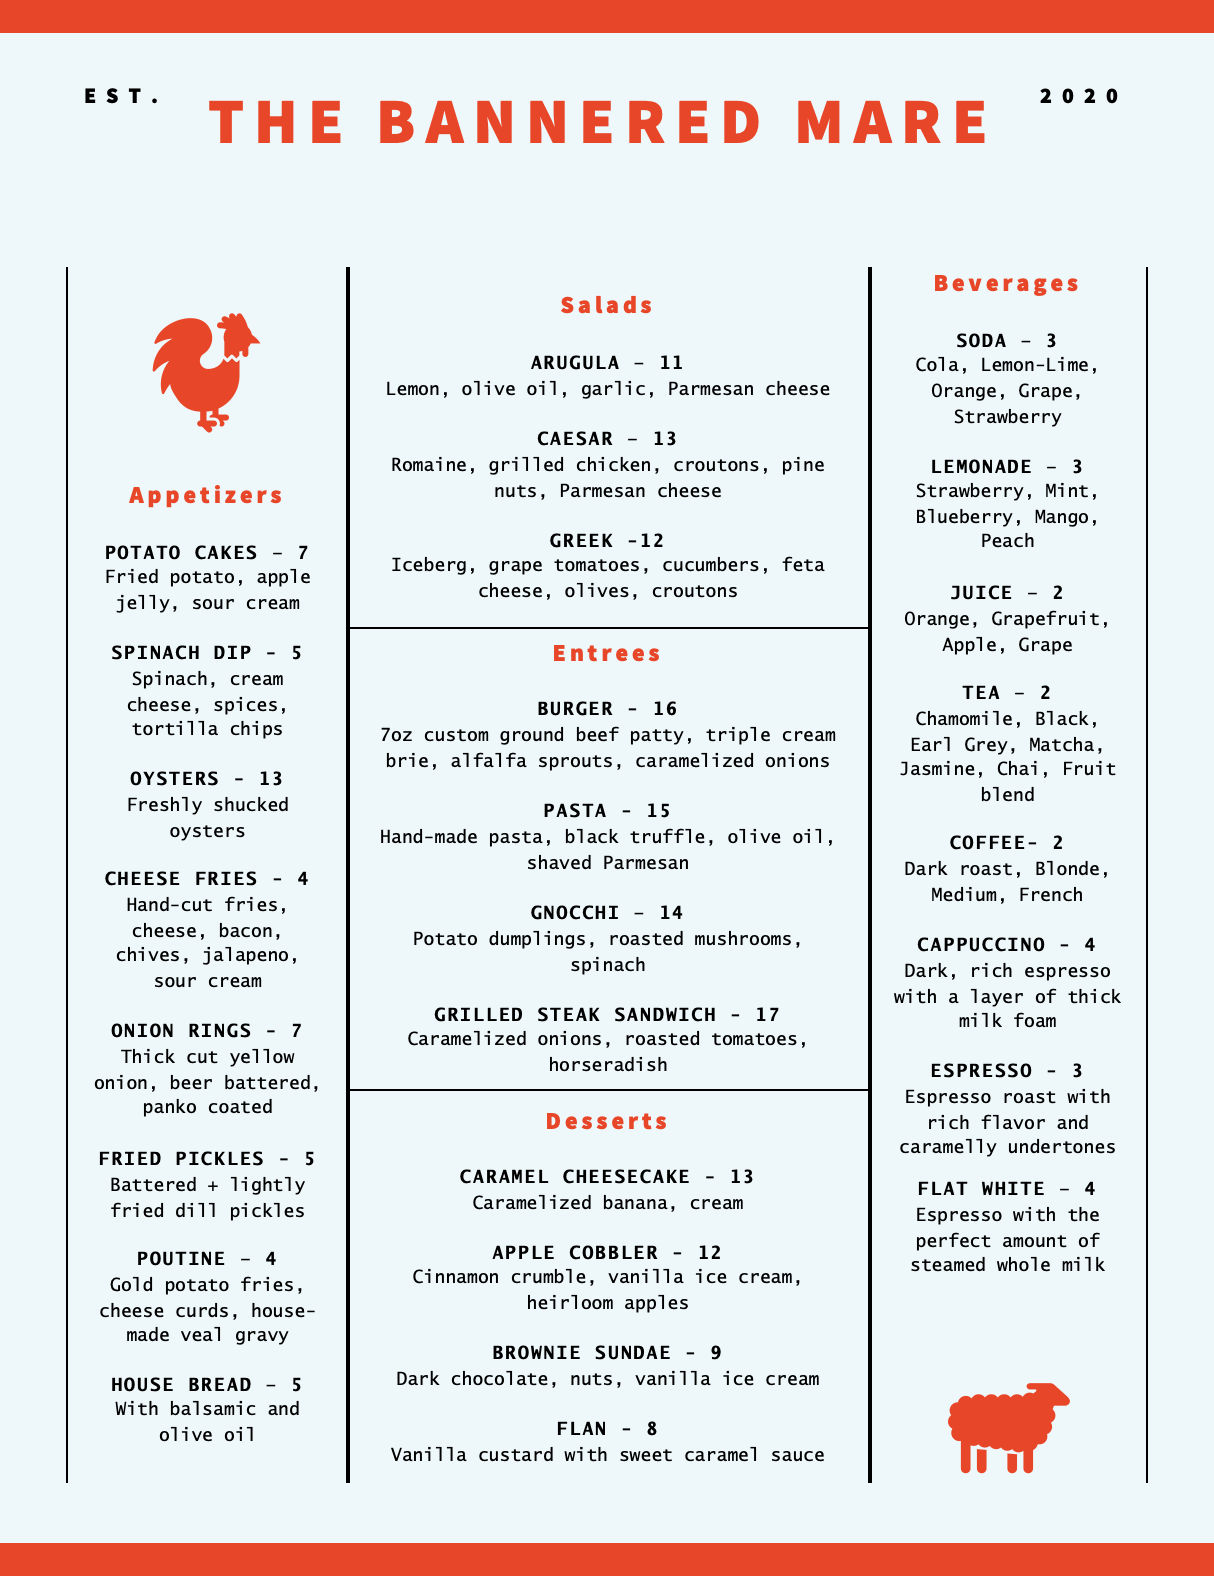 EST.
THE BANNERED MARE
2020
Appetizers
POTATO CAKES – 7
Fried potato, apple
jelly, sour cream
SPINACH DIP - 5
Spinach, cream
cheese, spices,
tortilla chips
OYSTERS - 13
Freshly shucked
oysters
CHEESE FRIES - 4
Hand-cut fries,
cheese, bacon,
chives, jalapeno,
sour cream
ONION RINGS - 7
Thick cut yellow
onion, beer battered,
panko coated
FRIED PICKLES - 5
Battered + lightly
fried dill pickles
POUTINE – 4
Gold potato fries,
cheese curds, house-
made veal gravy
HOUSE BREAD – 5
With balsamic and
olive oil
Salads
ARUGULA – 11
Lemon, olive oil, garlic, Parmesan cheese
CAESAR – 13
Romaine, grilled chicken, croutons, pine
nuts, Parmesan cheese
GREEK -12
Iceberg, grape tomatoes, cucumbers, feta
cheese, olives, croutons
Entrees
BURGER - 16
7oz custom ground beef patty, triple cream
brie, alfalfa sprouts, caramelized onions
PASTA - 15
Hand-made pasta, black truffle, olive oil,
shaved Parmesan
GNOCCHI – 14
Potato dumplings, roasted mushrooms,
spinach
GRILLED STEAK SANDWICH - 17
Caramelized onions, roasted tomatoes,
horseradish
Desserts
CARAMEL CHEESECAKE - 13
Caramelized banana, cream
APPLE COBBLER - 12
Cinnamon crumble, vanilla ice cream,
heirloom apples
BROWNIE SUNDAE - 9
Dark chocolate, nuts, vanilla ice cream
FLAN - 8
Vanilla custard with sweet caramel sauce
Beverages
SODA – 3
Cola, Lemon-Lime,
Orange, Grape,
Strawberry
LEMONADE – 3
Strawberry, Mint,
Blueberry, Mango,
Peach
JUICE – 2
Orange, Grapefruit,
Apple, Grape
TEA – 2
Chamomile, Black,
Earl Grey, Matcha,
Jasmine, Chai, Fruit
blend
COFFEE- 2
Dark roast, Blonde,
Medium, French
CAPPUCCINO - 4
Dark, rich espresso
with a layer of thick
milk foam
ESPRESSO - 3
Espresso roast with
rich flavor and
caramelly undertones
FLAT WHITE – 4
Espresso with the
perfect amount of
steamed whole milk